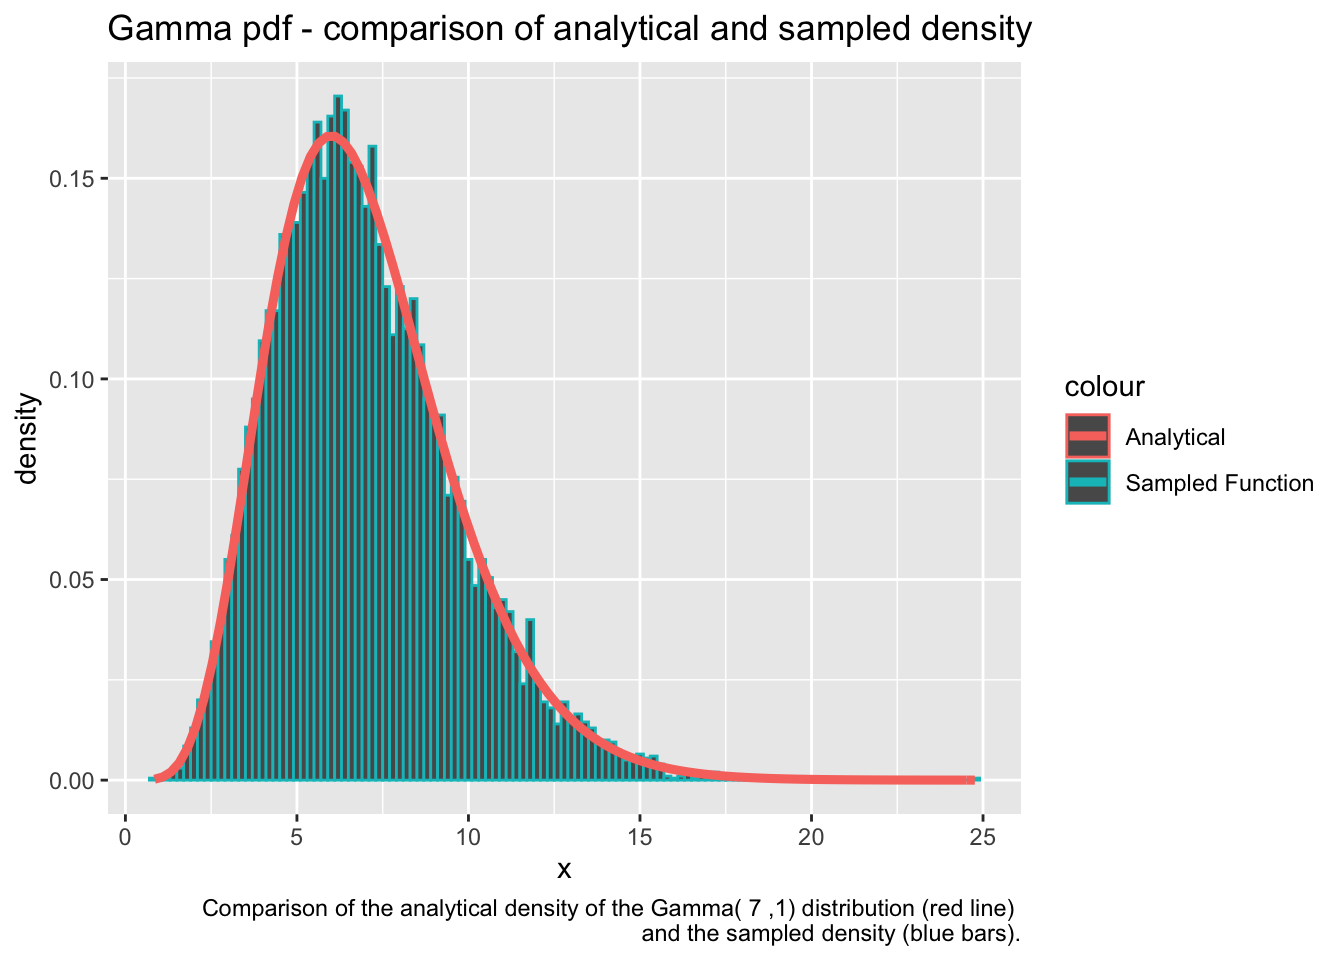 Gamma pdf - comparison of analytical and sampled density
0.15
0.10
0.05
0.00
density
0
5
10
15
20
25
x
colour
Analytical
Sampled Function
Comparison of the analytical density of the Gamma( 7 ,1) distribution (red line)
and the sampled density (blue bars).